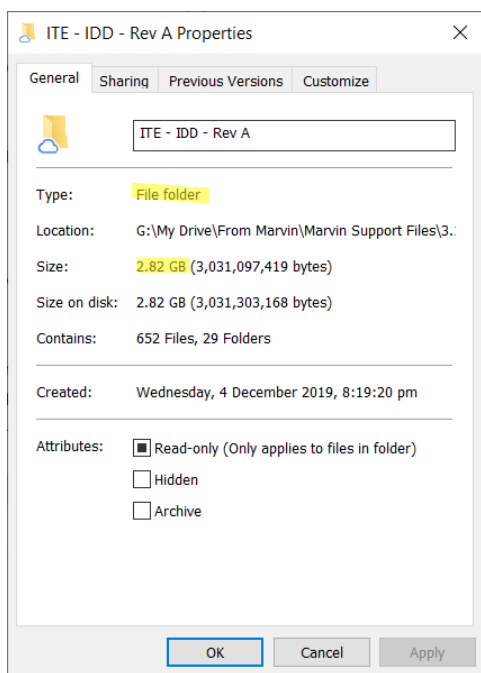 ITE - IDD - Rev A Properties
General Sharing Previous Versions Customize
ITE - IDD - Rev A
Type: File folder
Location: G:\My Drive\From Marvin\Marvin Support Files\3.
Size: 2.82 GB (3,031,097,419 bytes)
Size on disk: 2.82 GB (3,031,303,168 bytes)
Contains: 652 Files, 29 Folders
Created: Wednesday, 4 December 2019, 8:19:20 pm
Attributes: Read-only (Only applies to files in folder)
Hidden
Archive
OK Cancel Apply